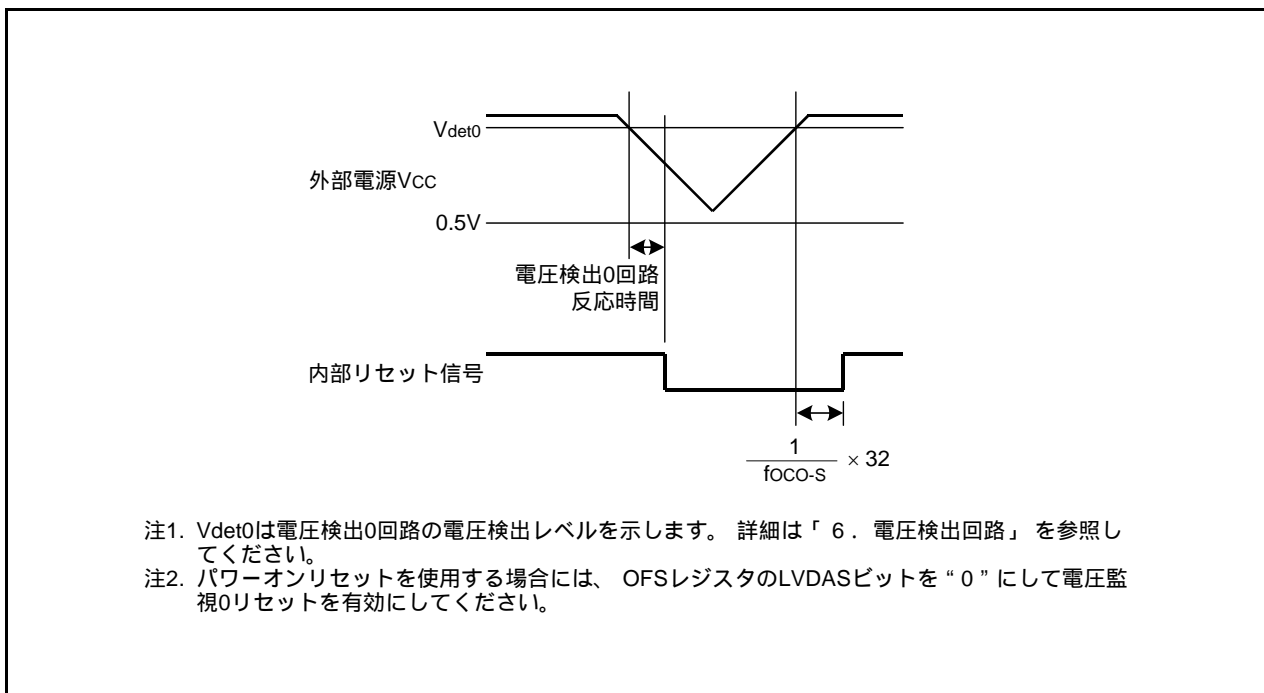 Vdet0
外部電源VCC
0.5V
電圧検出0回路
反応時間
内部リセット信号
1
fOCO-S
× 32
注1. Vdet0は電圧検出0回路の電圧検出レベルを示します。 詳細は「 6. 電圧検出回路」 を参照し
てください。
注2. パワーオンリセットを使用する場合には、 OFSレジスタのLVDASビットを “ 0 ” にして電圧監
視0リセットを有効にしてください。